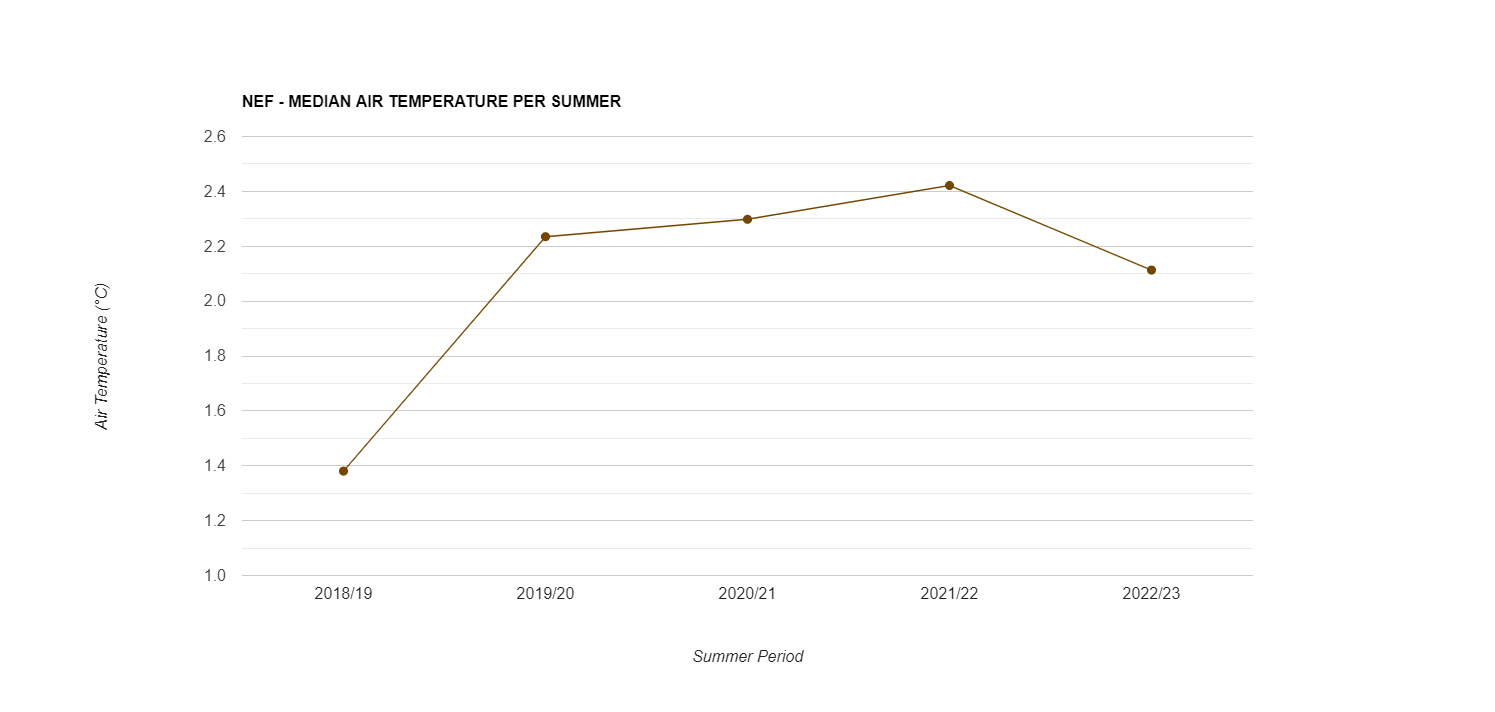 NEF - MEDIAN AIR TEMPERATURE PER SUMMER
2.6
2.4
2.2
2.0
1.8
1.6
1.4
1.2
1.0
Air Temperature (°C)
2018/19 2019/20 2020/21 2021/22 2022/23
Summer Period